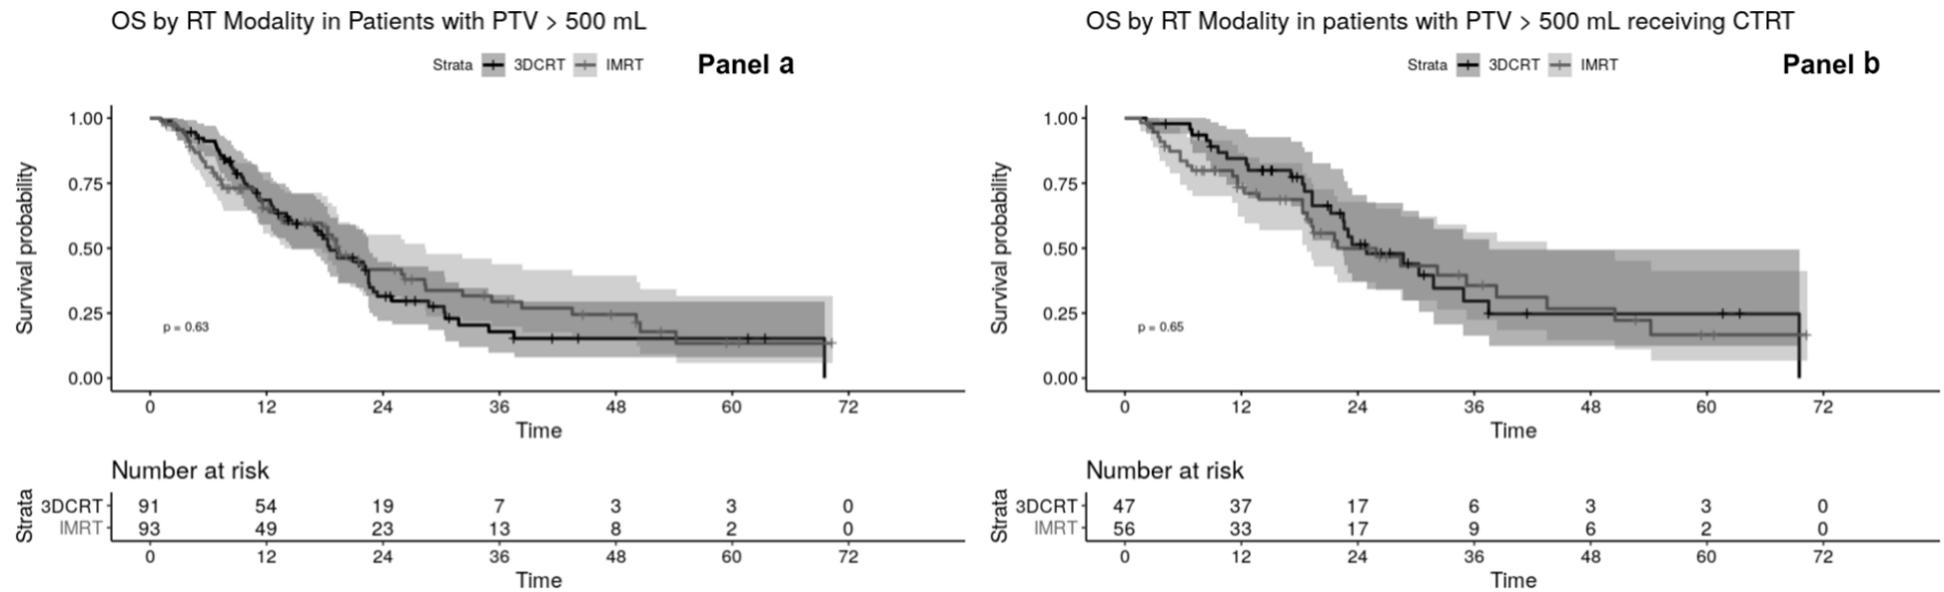 OS by RT Modality in Patients with PTV > 500 mL
Strata 3DCRT IMRT
Panel a
Survival probability
1.00
0.75
0.50
0.25
0.00
p = 0.63
0 12 24 36 48 60 72
Time
Number at risk
Strata
3DCRT 91 54 19 7 3 3 0
IMRT 93 49 23 13 8 2 0
0 12 24 36 48 60 72
Time
OS by RT Modality in patients with PTV > 500 mL receiving CTRT
Strata 3DCRT IMRT
Panel b
Survival probability
1.00
0.75
0.50
0.25
0.00
p = 0.65
0 12 24 36 48 60 72
Time
Number at risk
Strata
3DCRT 47 37 17 6 3 3 0
IMRT 56 33 17 9 6 2 0
0 12 24 36 48 60 72
Time